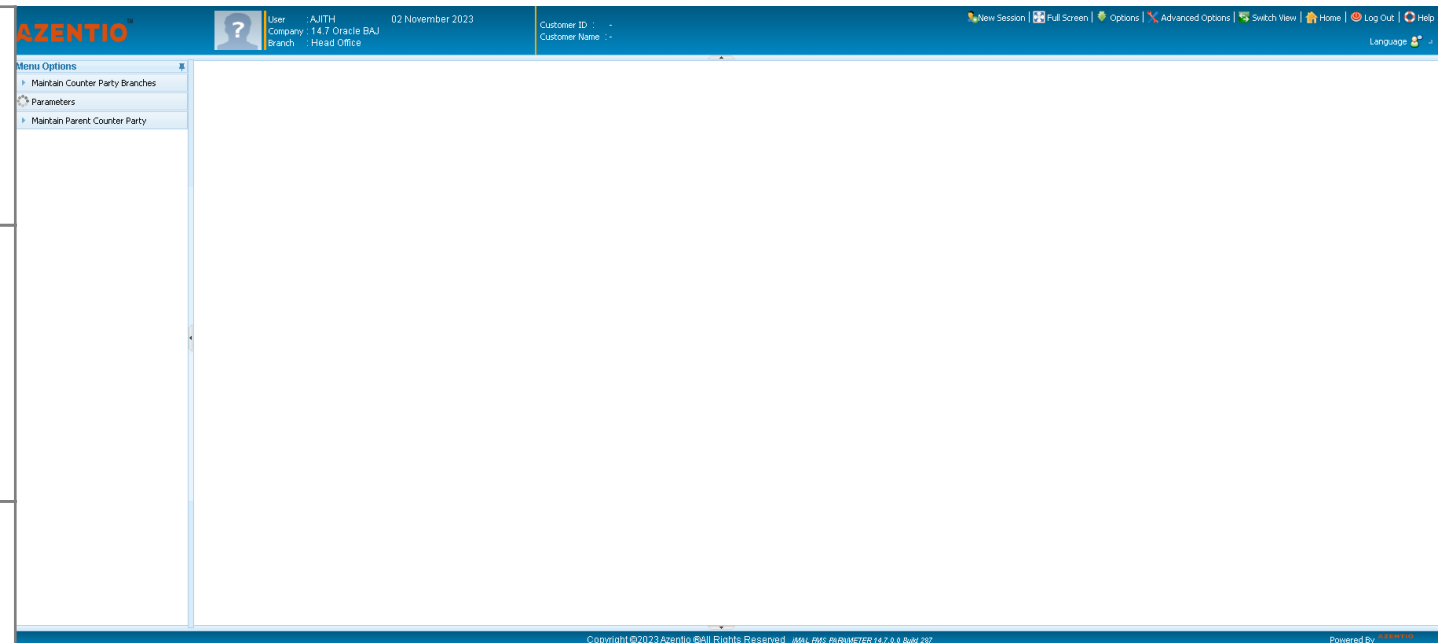 AZENTIO™
User : AJITH 02 November 2023
Company : 14.7 Oracle BAJ
Branch : Head Office
Customer ID : -
Customer Name : -
New Session | Full Screen | Options | Advanced Options | Switch View | Home | Log Out | Help
Language
Menu Options
Maintain Counter Party Branches
Parameters
Maintain Parent Counter Party
Copyright©2023 Azentio ®All Rights Reserved IMAL FMS PARAMETER 14.7.0.0 Build 287
Powered By AZENTIO